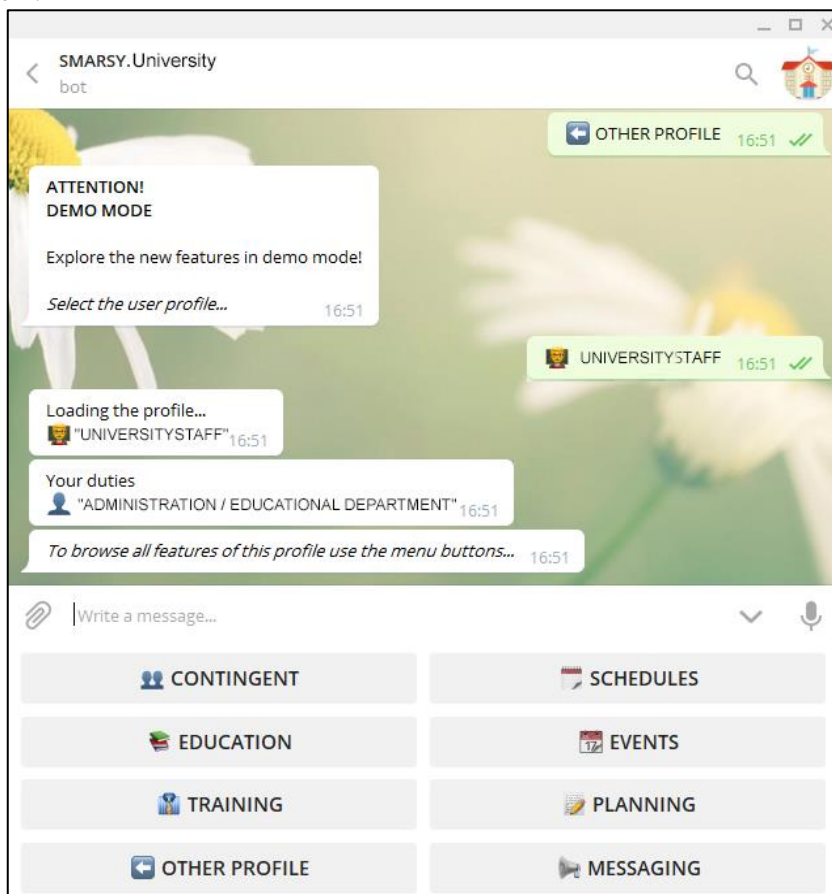 SMARSY.University
bot
OTHER PROFILE 16:51
ATTENTION!
DEMO MODE
Explore the new features in demo mode!
Select the user profile... 16:51
UNIVERSITYSTAFF 16:51
Loading the profile...
"UNIVERSITYSTAFF" 16:51
Your duties
"ADMINISTRATION / EDUCATIONAL DEPARTMENT" 16:51
To browse all features of this profile use the menu buttons... 16:51
Write a message...
CONTINGENT
SCHEDULES
EDUCATION
EVENTS
TRAINING
PLANNING
OTHER PROFILE
MESSAGING